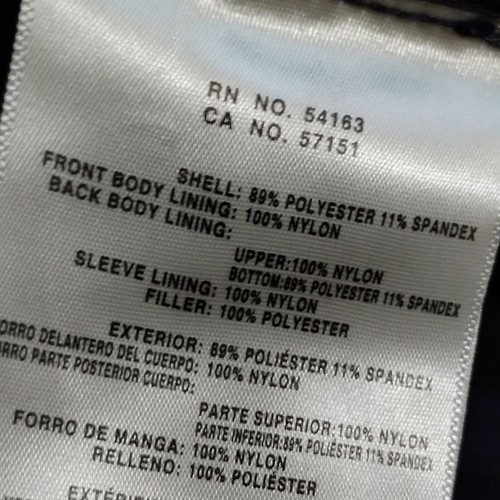 RN NO. 54163
CA NO. 57151
SHELL: 89% POLYESTER 11% SPANDEX
FRONT BODY LINING: 100% NYLON
BACK BODY LINING:
UPPER:100% NYLON
BOTTOM:89% POLYESTER 11% SPANDEX
SLEEVE LINING: 100% NYLON
FILLER: 100% POLYESTER
EXTERIOR: 89% POLIÉSTER 11% SPANDEX
ORRO DELANTERO DEL CUERPO: 100% NYLON
RRO PARTE POSTERIOR CUERPO:
PARTE SUPERIOR:100% NYLON
PARTE INFERIOR:89% POLIÉSTER 11% SPANDEX
FORRO DE MANGA: 100% NYLON
RELLENO: 100% POLIÉSTER